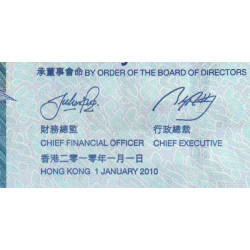 承董事會命 BY ORDER OF THE BOARD OF DIRECTORS
財務總監 行政總裁
CHIEF FINANCIAL OFFICER CHIEF EXECUTIVE
香港二零一零年一月一日
HONG KONG 1 JANUARY 2010